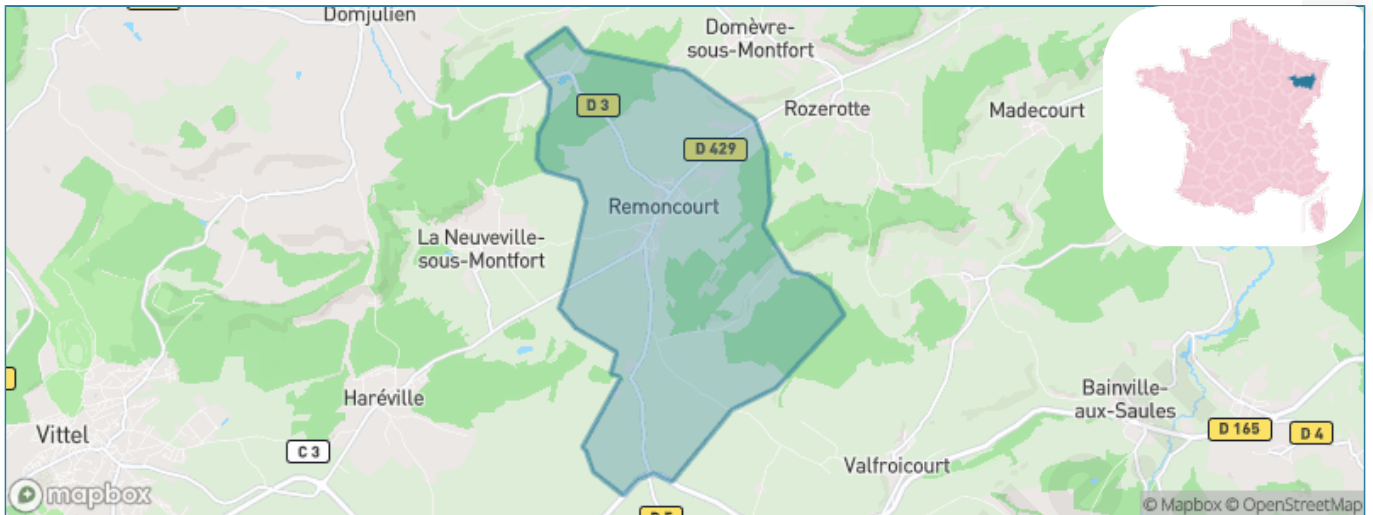 Domjulien
Domèvre-
sous-Montfort
D 3
Rozerotte
Madecourt
D 429
Remoncourt
La Neuveville-
sous-Montfort
Haréville
Bainville-
aux-Saules
Vittel
D 165
D 4
C 3
Valfroicourt
mapbox
© Mapbox © OpenStreetMap